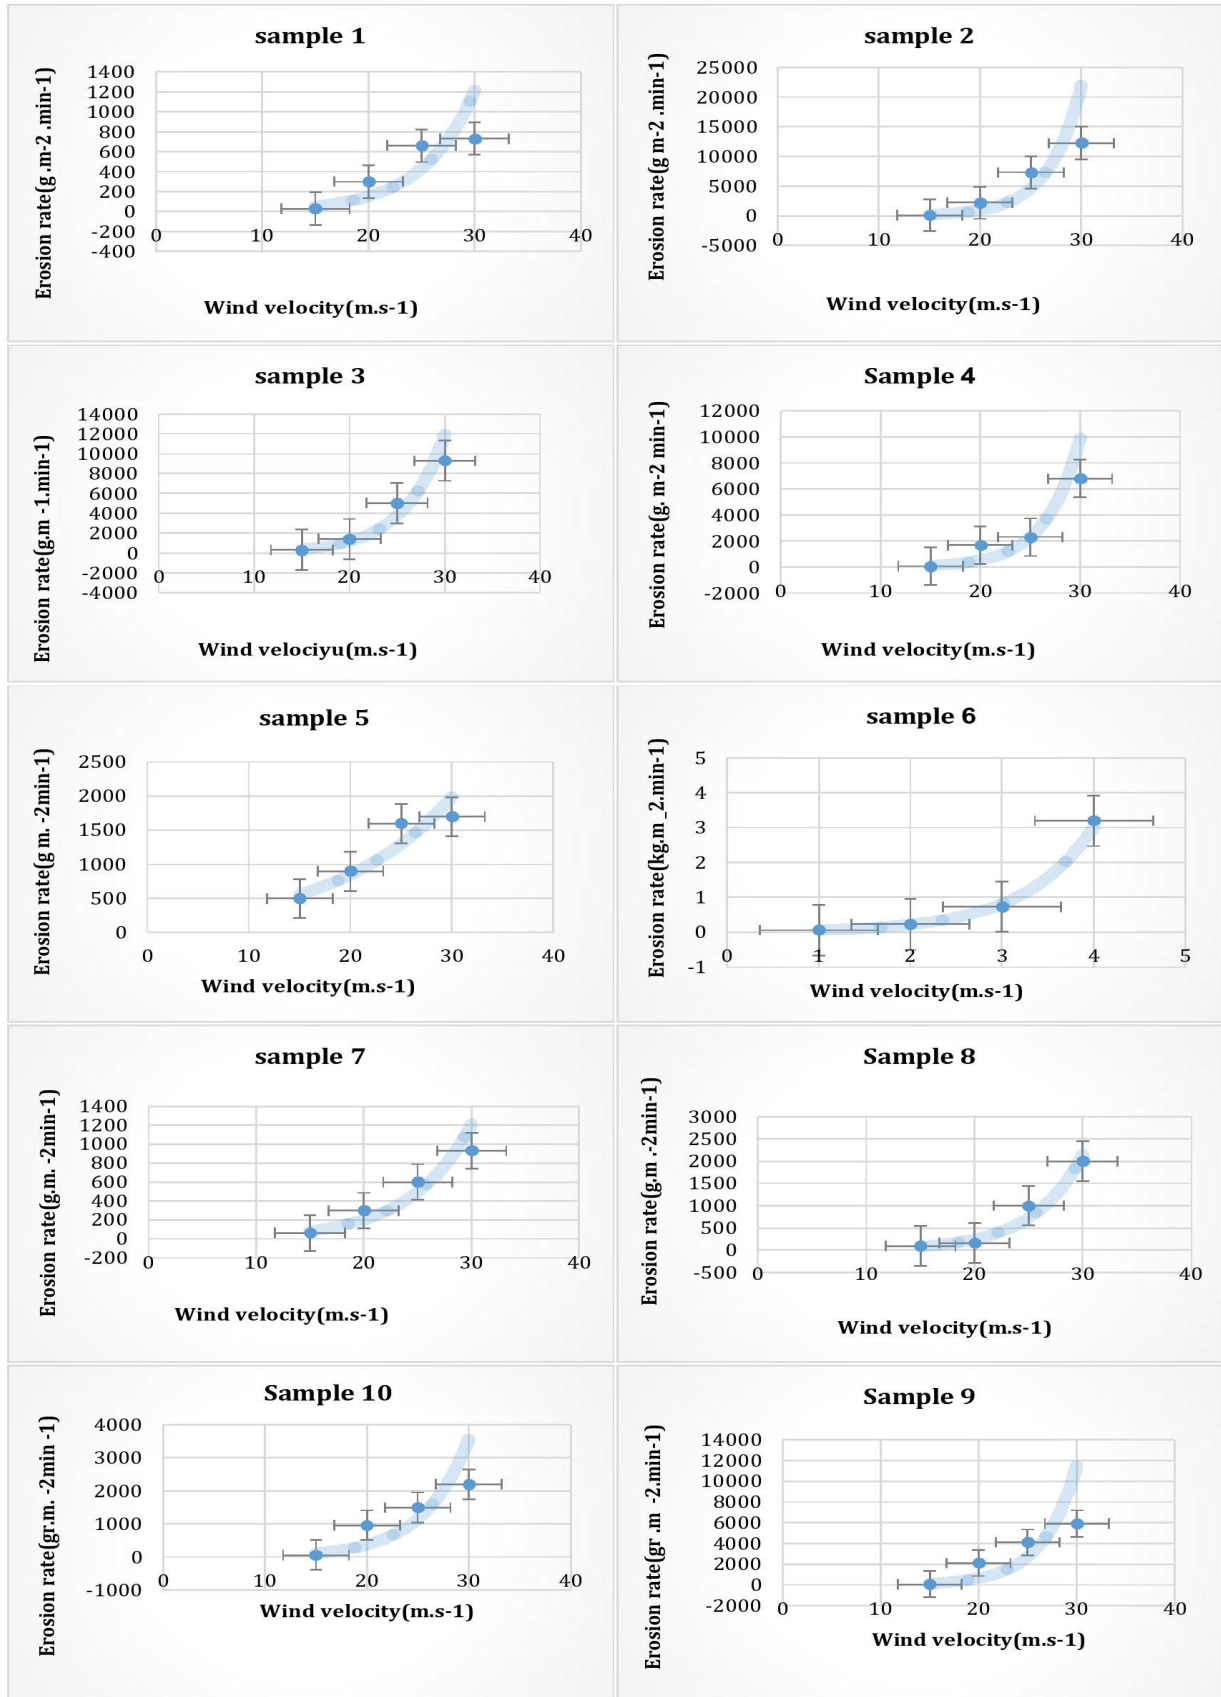 sample 1
Erosion rate(g .m-2 .min-1)
1400
1200
1000
800
600
400
200
0
-200
-400
0 10 20 30 40
Wind velocity(m.s-1)
sample 2
Erosion rate(g m-2 .min-1)
25000
20000
15000
10000
5000
0
-5000
0 10 20 30 40
Wind velocity(m.s-1)
sample 3
Erosion rate(g.m -1.min-1)
14000
12000
10000
8000
6000
4000
2000
0
-2000
-4000
0 10 20 30 40
Wind velociyu(m.s-1)
Sample 4
Erosion rate(g. m-2 min-1)
12000
10000
8000
6000
4000
2000
0
-2000
0 10 20 30 40
Wind velocity(m.s-1)
sample 5
Erosion rate(g m. -2min-1)
2500
2000
1500
1000
500
0
0 10 20 30 40
Wind velocity(m.s-1)
sample 6
Erosion rate(kg.m _2.min-1)
5
4
3
2
1
0
-1
0 1 2 3 4 5
Wind velocity(m.s-1)
sample 7
Erosion rate(g.m. -2min-1)
1400
1200
1000
800
600
400
200
0
-200
0 10 20 30 40
Wind velocity(m.s-1)
Sample 8
Erosion rate(g.m .-2min-1)
3000
2500
2000
1500
1000
500
0
-500
0 10 20 30 40
Wind velocity(m.s-1)
Sample 10
Erosion rate(gr.m. -2min -1)
4000
3000
2000
1000
0
-1000
0 10 20 30 40
Wind velocity(m.s-1)
Sample 9
Erosion rate(gr .m -2.min-1)
14000
12000
10000
8000
6000
4000
2000
0
-2000
0 10 20 30 40
Wind velocity(m.s-1)